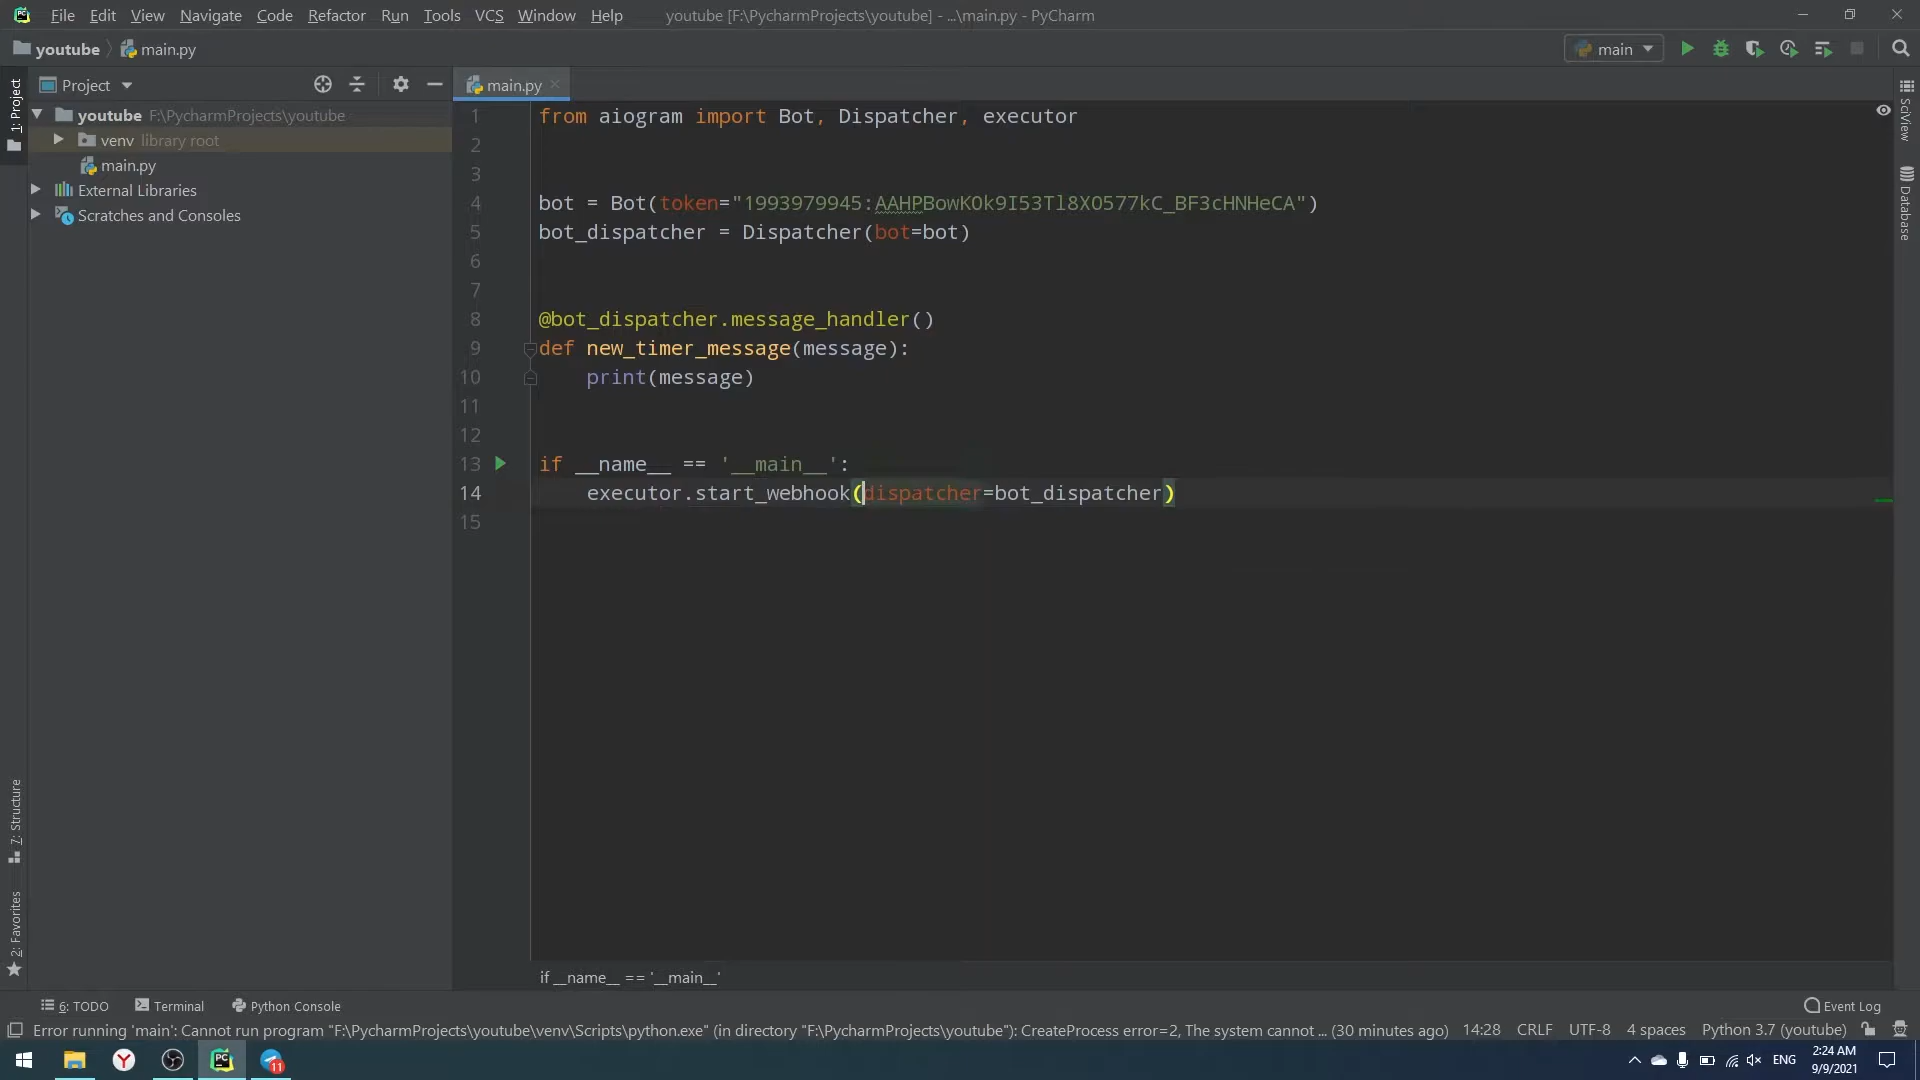 File Edit View Navigate Code Refactor Run Tools VCS Window Help youtube [F:\PycharmProjects\youtube] - ...\main.py - PyCharm
youtube main.py main
1: Project Project main.py
youtube F:\PycharmProjects\youtube
venv library root
main.py
External Libraries
Scratches and Consoles
1 from aiogram import Bot, Dispatcher, executor
2
3
4 bot = Bot(token="1993979945:AAHPBowKOk9I53Tl8XO577kC_BF3cHNHeCA")
5 bot_dispatcher = Dispatcher(bot=bot)
6
7
8 @bot_dispatcher.message_handler()
9 def new_timer_message(message):
10 print(message)
11
12
13 if __name__ == '__main__':
14 executor.start_webhook(dispatcher=bot_dispatcher)
15
SciView
Database
7: Structure
2: Favorites
if __name__ == '__main__'
6: TODO Terminal Python Console Event Log
Error running 'main': Cannot run program "F:\PycharmProjects\youtube\venv\Scripts\python.exe" (in directory "F:\PycharmProjects\youtube"): CreateProcess error=2, The system cannot ... (30 minutes ago) 14:28 CRLF UTF-8 4 spaces Python 3.7 (youtube)
PC 11 ENG 2:24 AM
9/9/2021